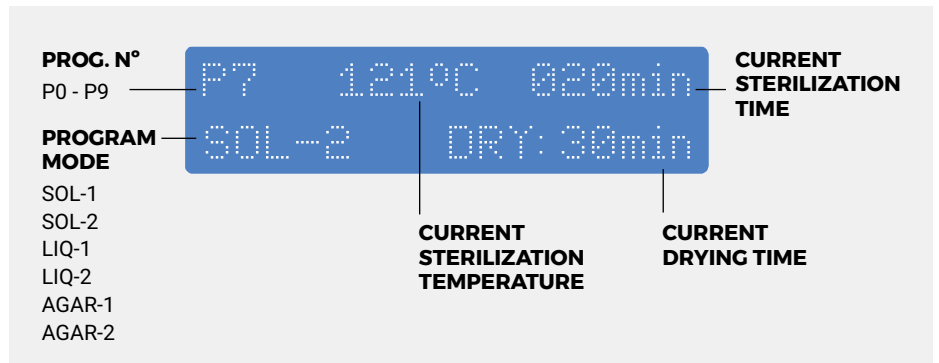 PROG. Nº
P0 - P9
PROGRAM
MODE
SOL-1
SOL-2
LIQ-1
LIQ-2
AGAR-1
AGAR-2
P7 121ºC 020min
SOL-2 DRY: 30min
CURRENT
STERILIZATION
TIME
CURRENT
STERILIZATION
TEMPERATURE
CURRENT
DRYING TIME